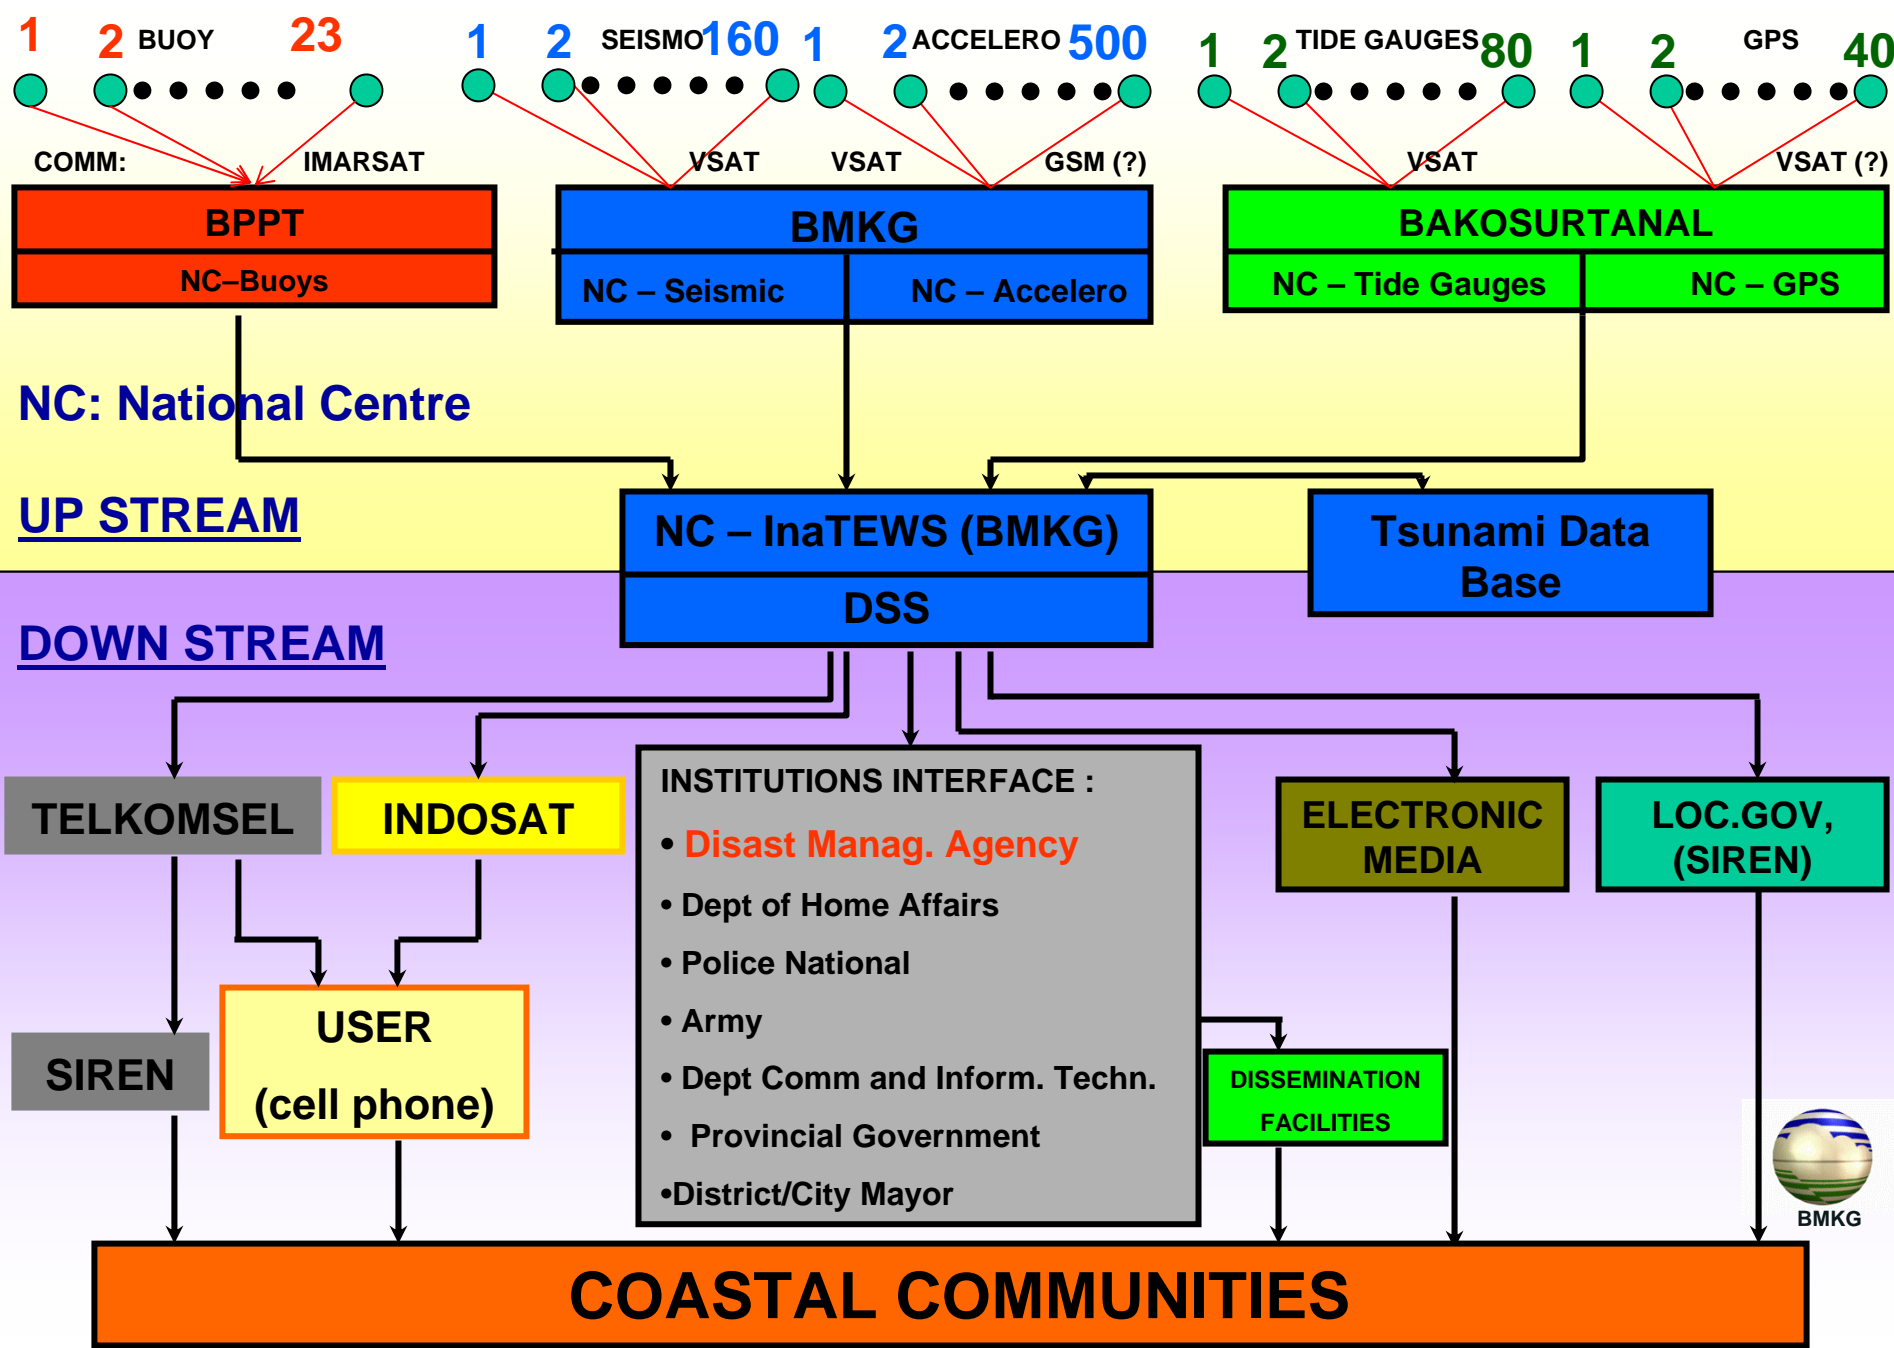 1 2 BUOY 23
1 2 SEISMO 160
1 2 ACCELERO 500
1 2 TIDE GAUGES 80
1 2 GPS 40
COMM: IMARSAT
VSAT
VSAT GSM (?)
VSAT
VSAT (?)
BPPT
NC–Buoys
BMKG
NC – Seismic
NC – Accelero
BAKOSURTANAL
NC – Tide Gauges
NC – GPS
NC: National Centre
UP STREAM
NC – InaTEWS (BMKG)
DSS
Tsunami Data
Base
DOWN STREAM
TELKOMSEL
INDOSAT
INSTITUTIONS INTERFACE :
• Disast Manag. Agency
• Dept of Home Affairs
• Police National
• Army
• Dept Comm and Inform. Techn.
• Provincial Government
•District/City Mayor
ELECTRONIC
MEDIA
LOC.GOV,
(SIREN)
SIREN
USER
(cell phone)
DISSEMINATION
FACILITIES
BMKG
COASTAL COMMUNITIES